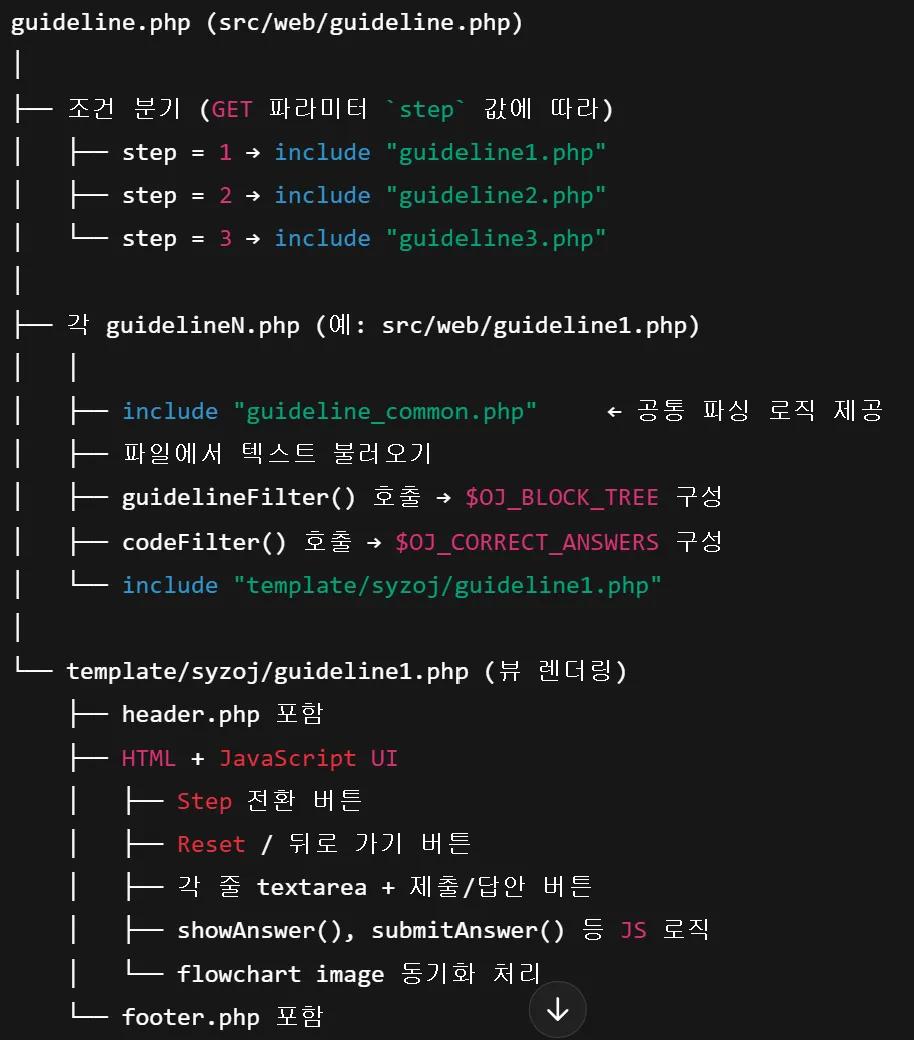 guideline.php (src/web/guideline.php)
│
├── 조건 분기 (GET 파라미터 `step` 값에 따라)
│   ├── step = 1 → include "guideline1.php"
│   ├── step = 2 → include "guideline2.php"
│   └── step = 3 → include "guideline3.php"
│
├── 각 guidelineN.php (예: src/web/guideline1.php)
│   │
│   ├── include "guideline_common.php"     ← 공통 파싱 로직 제공
│   ├── 파일에서 텍스트 불러오기
│   ├── guidelineFilter() 호출 → $OJ_BLOCK_TREE 구성
│   ├── codeFilter() 호출 → $OJ_CORRECT_ANSWERS 구성
│   └── include "template/syzoj/guideline1.php"
│
└── template/syzoj/guideline1.php (뷰 렌더링)
    ├── header.php 포함
    ├── HTML + JavaScript UI
    │   ├── Step 전환 버튼
    │   ├── Reset / 뒤로 가기 버튼
    │   ├── 각 줄 textarea + 제출/답안 버튼
    │   ├── showAnswer(), submitAnswer() 등 JS 로직
    │   └── flowchart image 동기화 처리
    └── footer.php 포함